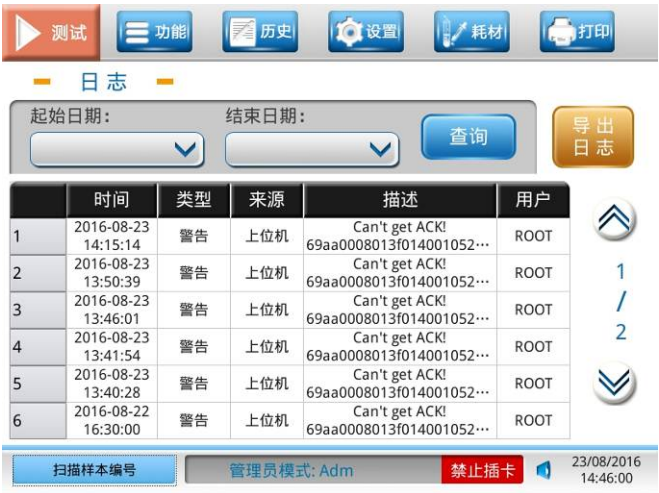 测试 功能 历史 设置 耗材 打印
日志
起始日期： 结束日期：
查询
导出
日志
时间 类型 来源 描述 用户
1 2016-08-23 14:15:14 警告 上位机 Can't get ACK! 69aa0008013f014001052… ROOT
2 2016-08-23 13:50:39 警告 上位机 Can't get ACK! 69aa0008013f014001052… ROOT
3 2016-08-23 13:46:01 警告 上位机 Can't get ACK! 69aa0008013f014001052… ROOT
4 2016-08-23 13:41:54 警告 上位机 Can't get ACK! 69aa0008013f014001052… ROOT
5 2016-08-23 13:40:28 警告 上位机 Can't get ACK! 69aa0008013f014001052… ROOT
6 2016-08-22 16:30:00 警告 上位机 Can't get ACK! 69aa0008013f014001052… ROOT
1
/
2
扫描样本编号 管理员模式: Adm 禁止插卡 23/08/2016
14:46:00